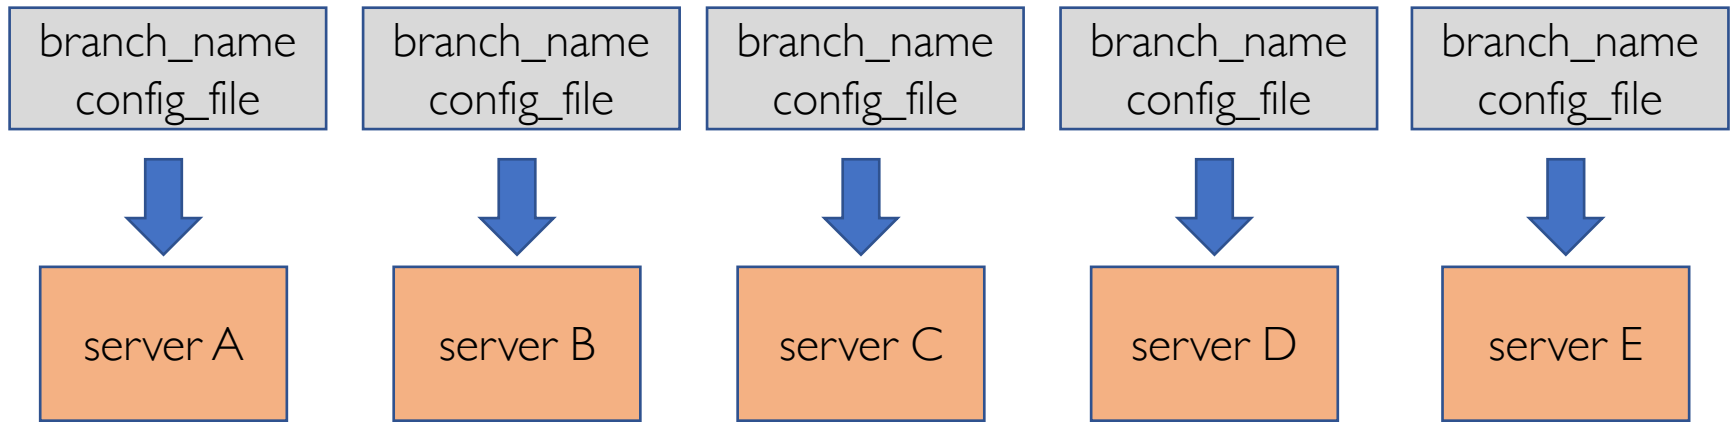 branch_name
config_file
branch_name
config_file
branch_name
config_file
branch_name
config_file
branch_name
config_file
server A
server B
server C
server D
server E